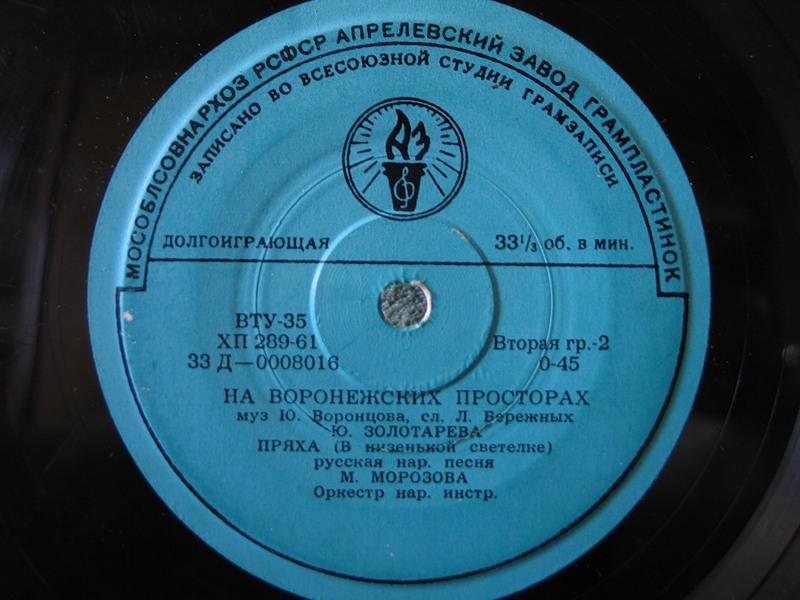 МОСОБЛСОВНАРХОЗ РСФСР АПРЕЛЕВСКИЙ ЗАВОД ГРАМПЛАСТИНОК
ЗАПИСАНО ВО ВСЕСОЮЗНОЙ СТУДИИ ГРАМЗАПИСИ
АЗ
ДОЛГОИГРАЮЩАЯ 33⅓ об. в мин.
ВТУ-35
ХП 289-61 Вторая гр.-2
33 Д—0008016 0-45
НА ВОРОНЕЖСКИХ ПРОСТОРАХ
муз Ю. Воронцова, сл. Л. Бережных
Ю. ЗОЛОТАРЕВА
ПРЯХА (В низенькой светелке)
русская нар. песня
М. МОРОЗОВА
Оркестр нар. инстр.